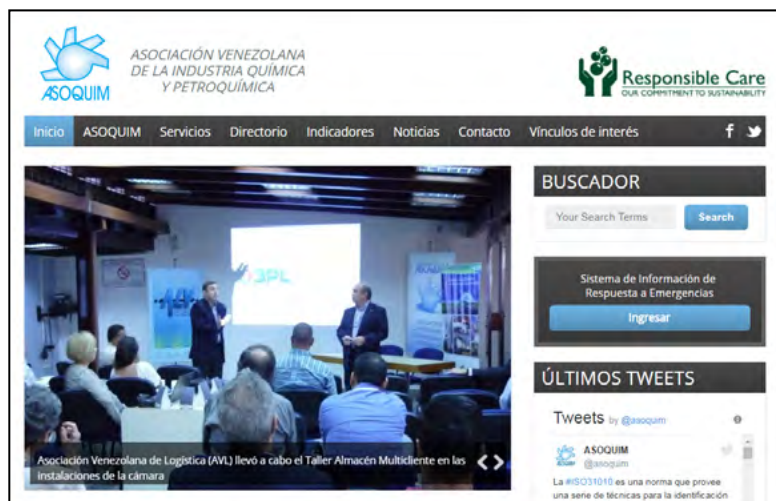 ASOQUIM
ASOCIACIÓN VENEZOLANA
DE LA INDUSTRIA QUÍMICA
Y PETROQUÍMICA
Responsible Care
OUR COMMITMENT TO SUSTAINABILITY
Inicio ASOQUIM Servicios Directorio Indicadores Noticias Contacto Vínculos de interés
3PL
ASOQUIM
Asociación Venezolana de Logística (AVL) llevó a cabo el Taller Almacén Multicliente en las
instalaciones de la cámara
BUSCADOR
Your Search Terms Search
Sistema de Información de
Respuesta a Emergencias
Ingresar
ÚLTIMOS TWEETS
Tweets by @asoquim
ASOQUIM
@asoquim
La #ISO31010 es una norma que provee
una serie de técnicas para la identificación